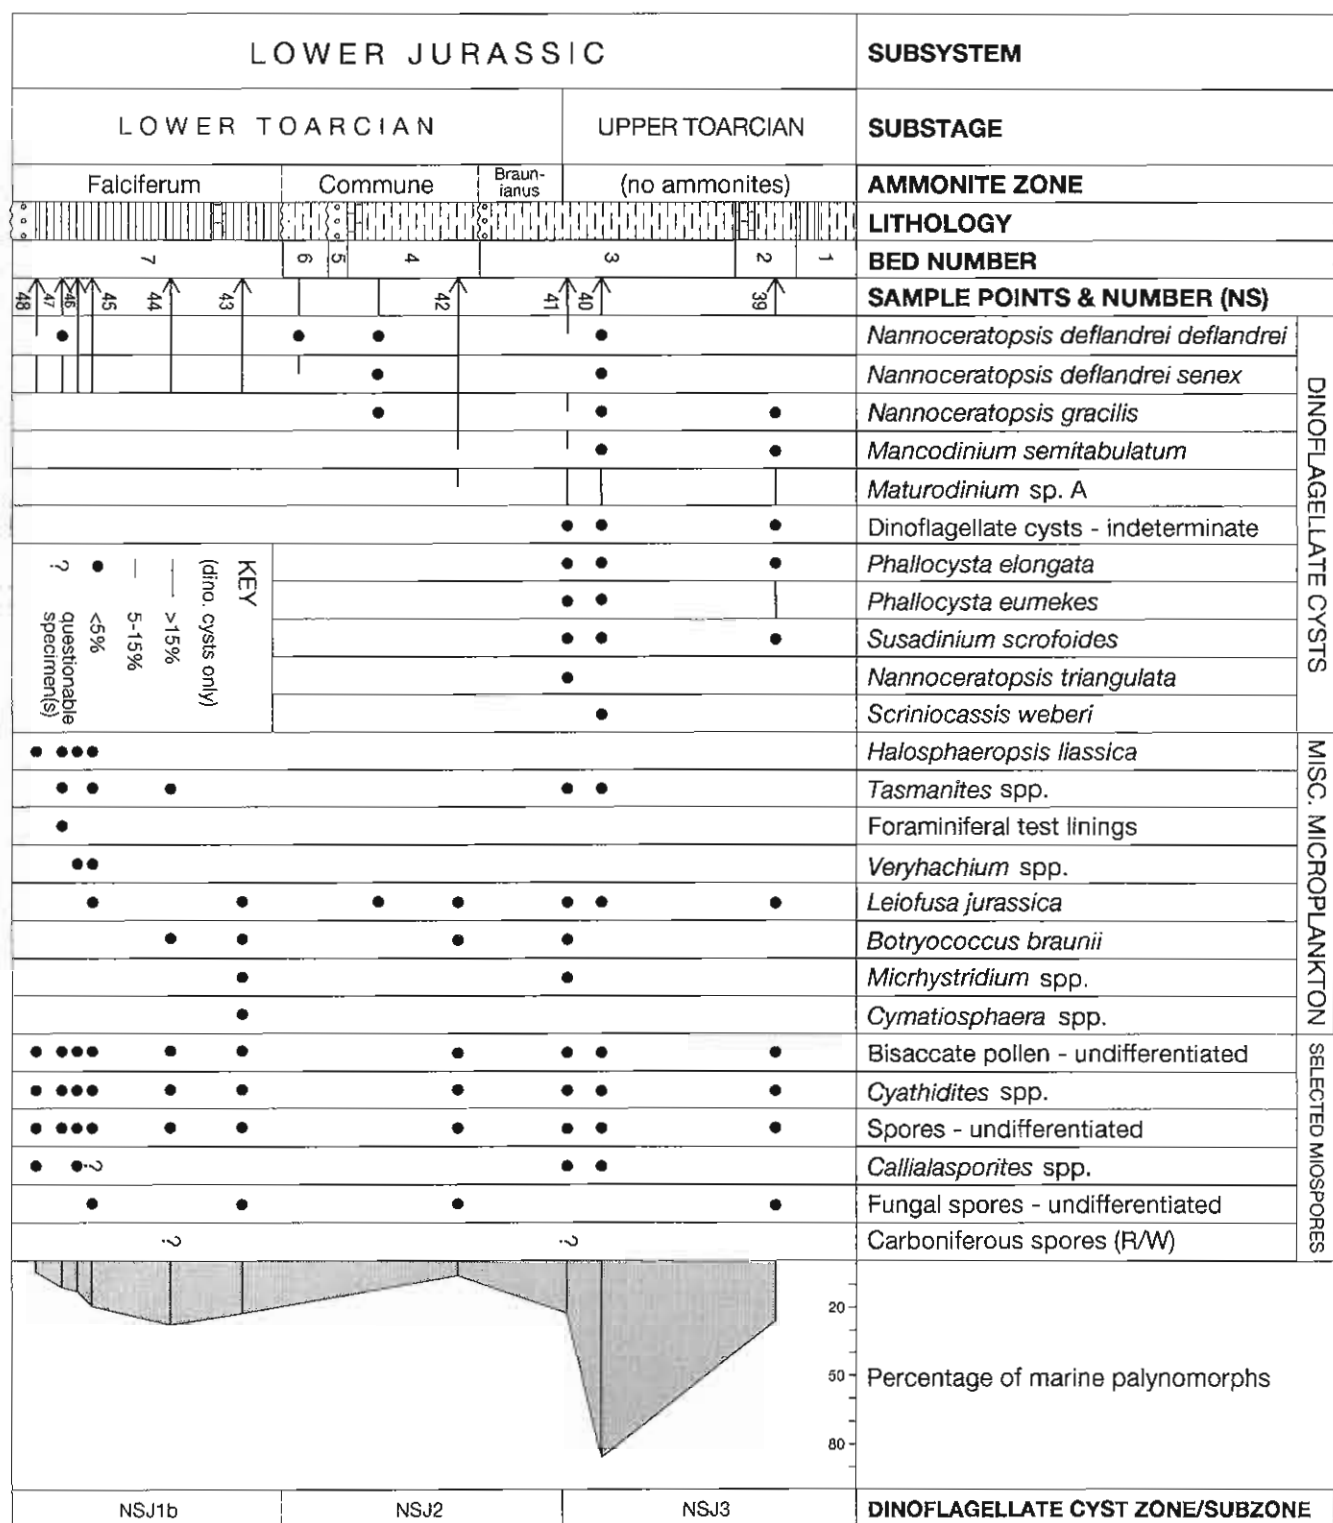 LOWER JURASSIC
SUBSYSTEM
LOWER TOARCIAN
UPPER TOARCIAN
SUBSTAGE
Falciferum
Commune
Braun-
ianus
(no ammonites)
AMMONITE ZONE
LITHOLOGY
7
6
5
4
3
2
1
BED NUMBER
48
47
46
45
44
43
42
41
40
39
SAMPLE POINTS & NUMBER (NS)
Nannoceratopsis deflandrei deflandrei
Nannoceratopsis deflandrei senex
Nannoceratopsis gracilis
Mancodinium semitabulatum
Maturodinium sp. A
Dinoflagellate cysts - indeterminate
Phallocysta elongata
Phallocysta eumekes
Susadinium scrofoides
Nannoceratopsis triangulata
Scriniocassis weberi
DINOFLAGELLATE CYSTS
KEY
(dino. cysts only)
>15%
5-15%
<5%
? questionable
specimen(s)
Halosphaeropsis liassica
Tasmanites spp.
Foraminiferal test linings
Veryhachium spp.
Leiofusa jurassica
Botryococcus braunii
Micrhystridium spp.
Cymatiosphaera spp.
MISC. MICROPLANKTON
Bisaccate pollen - undifferentiated
Cyathidites spp.
Spores - undifferentiated
? Callialasporites spp.
Fungal spores - undifferentiated
? ? Carboniferous spores (R/W)
SELECTED MIOSPORES
20
50
80
Percentage of marine palynomorphs
NSJ1b
NSJ2
NSJ3
DINOFLAGELLATE CYST ZONE/SUBZONE